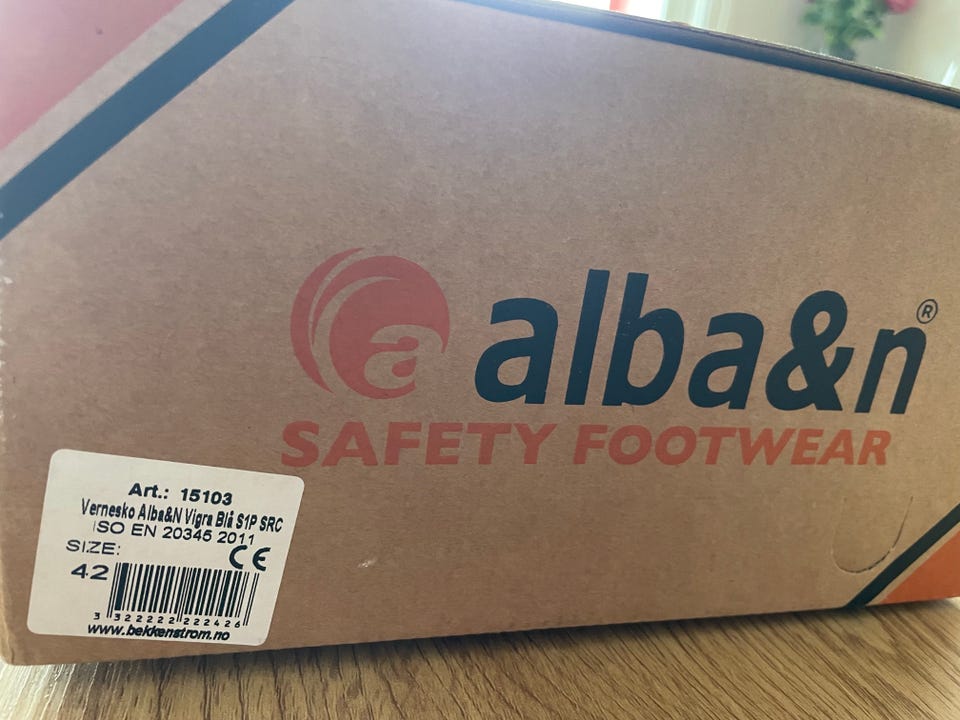 a alba&n®
SAFETY FOOTWEAR
Art.: 15103
Vernesko Alba&N Vigra Blå S1P SRC
ISO EN 20345 2011
SIZE: CE
42
3 322222 222426
www.bekkenstrom.no